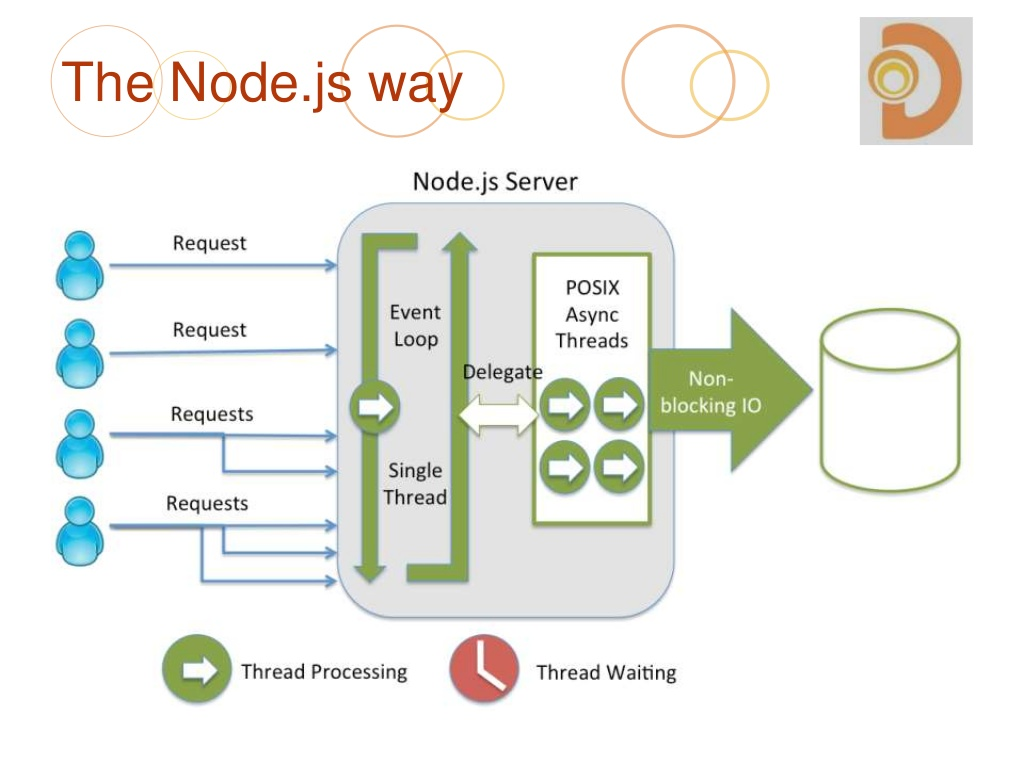 The Node.js way
Node.js Server
Request
Request
Requests
Requests
Event
Loop
Single
Thread
Delegate
POSIX
Async
Threads
Non-
blocking IO
Thread Processing
Thread Waiting